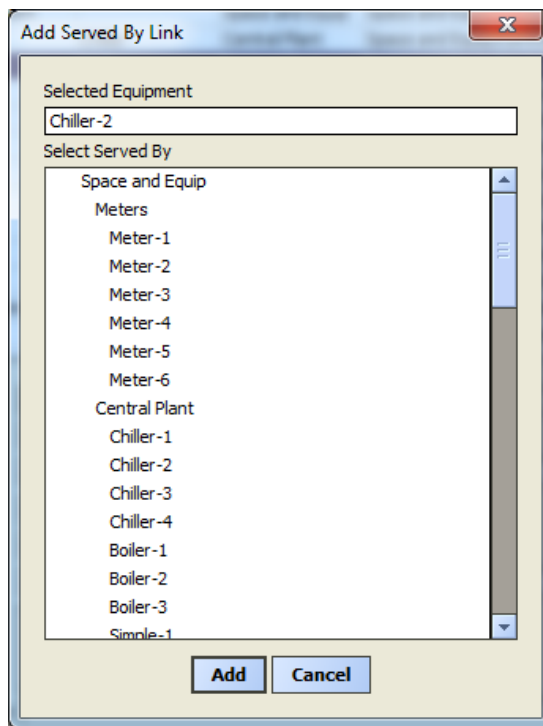 Add Served By Link
Selected Equipment
Chiller-2
Select Served By
Space and Equip
Meters
Meter-1
Meter-2
Meter-3
Meter-4
Meter-5
Meter-6
Central Plant
Chiller-1
Chiller-2
Chiller-3
Chiller-4
Boiler-1
Boiler-2
Boiler-3
Simple-1
Add Cancel